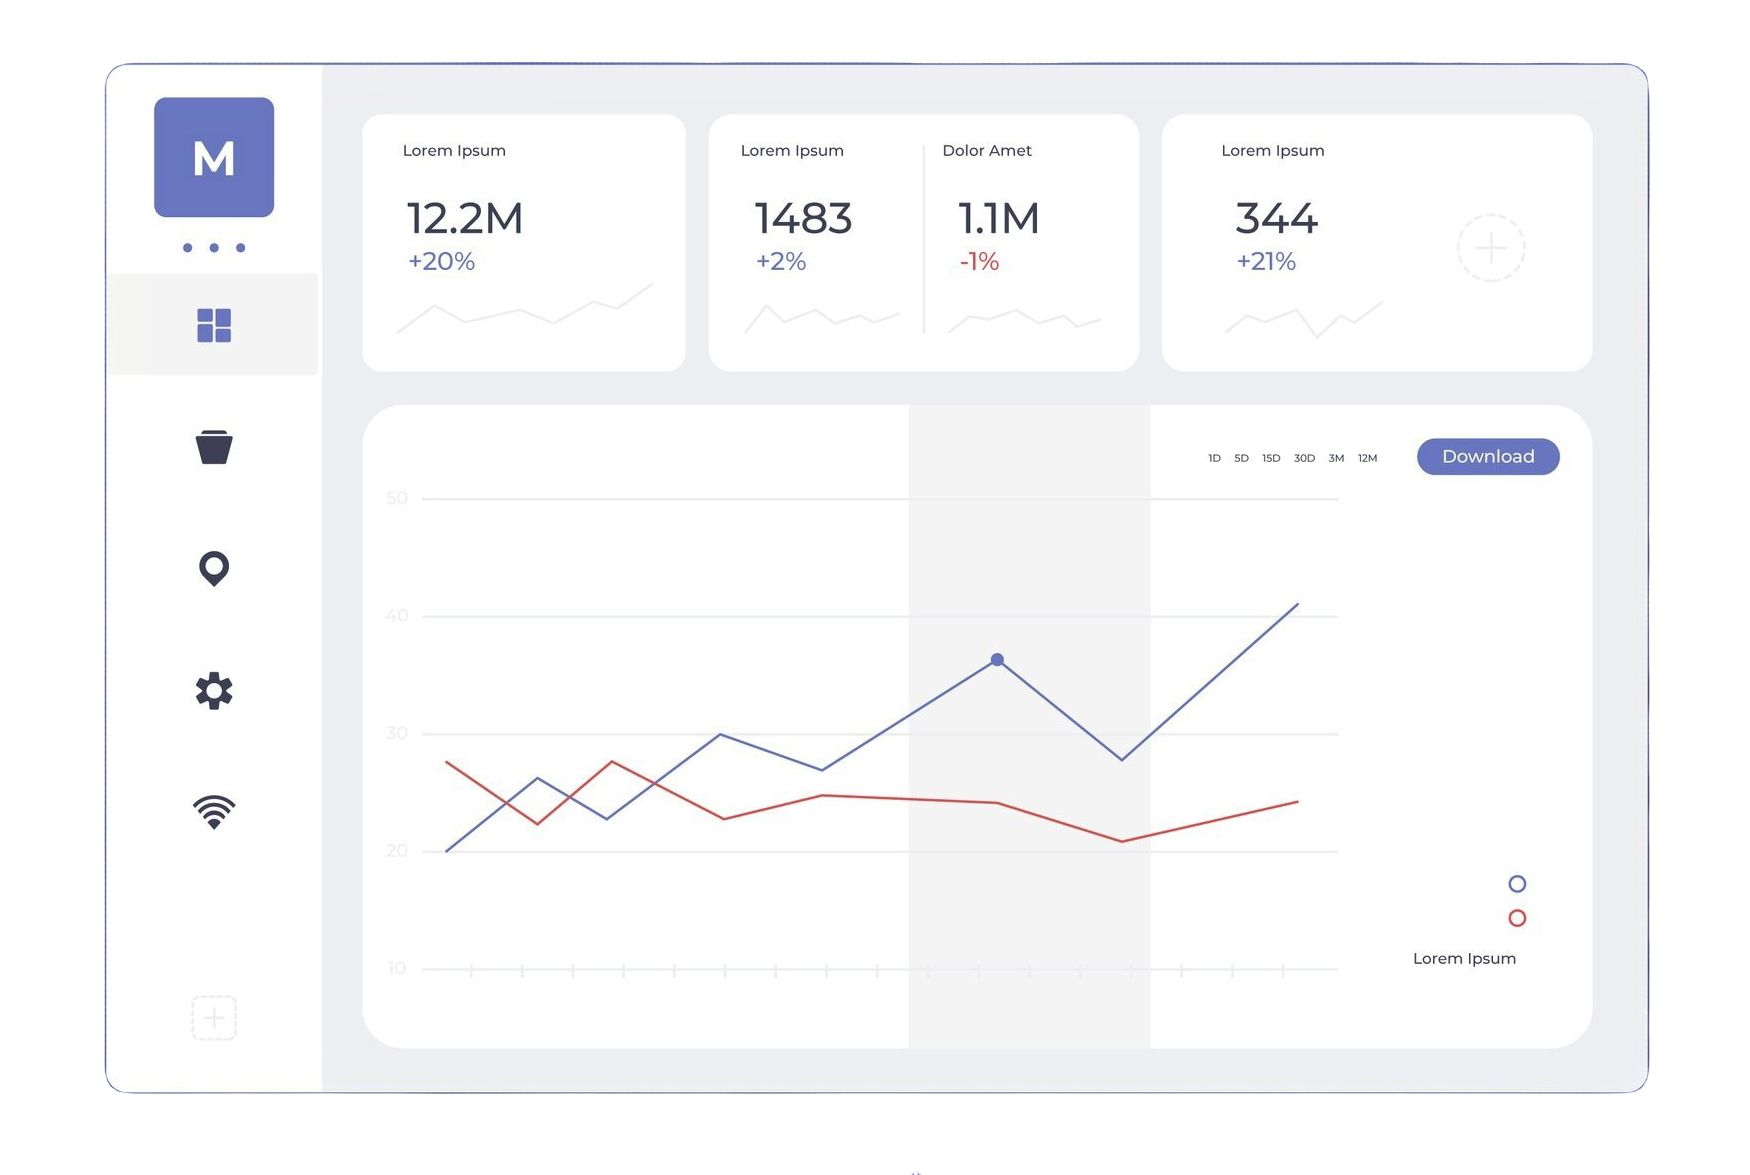 M
Lorem Ipsum
12.2M
+20%
Lorem Ipsum
1483
+2%
Dolor Amet
1.1M
-1%
Lorem Ipsum
344
+21%
1D 5D 15D 30D 3M 12M
Download
50
40
30
20
10
Lorem Ipsum